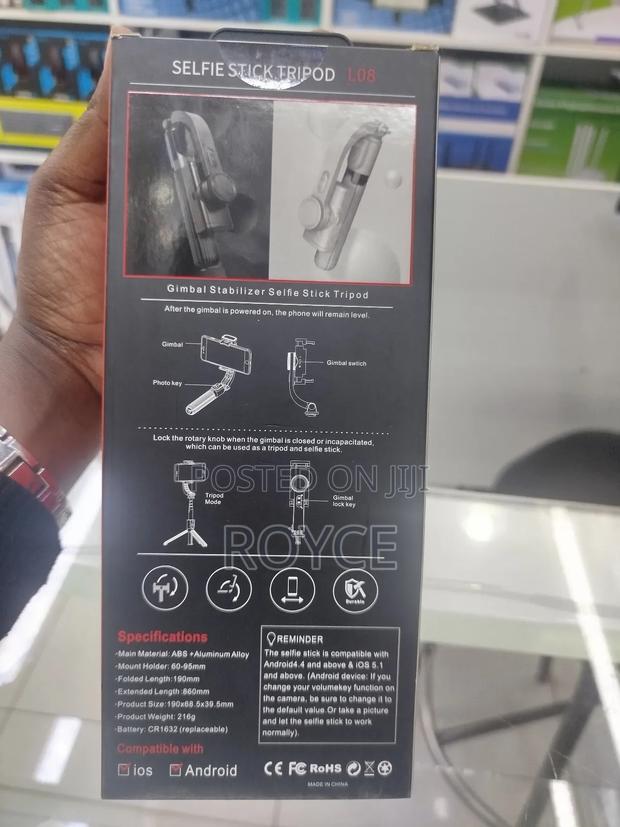 SELFIE STICK TRIPOD L08
Gimbal Stabilizer Selfie Stick Tripod
After the gimbal is powered on, the phone will remain level.
Gimbal
Gimbal swtich
Photo key
Lock the rotary knob when the gimbal is closed or incapacitated,
which can be used as a tripod and selfie stick.
POSTED ON JIJI
Tripod
Mode
Gimbal
lock key
ROYCE
Durable
Specifications
-Main Material: ABS +Aluminum Alloy
-Mount Holder: 60-95mm
-Folded Length:190mm
-Extended Length:860mm
-Product Size:190x68.5x39.5mm
-Product Weight: 216g
-Battery: CR1632 (replaceable)
Compatible with
ios Android
REMINDER
The selfie stick is compatible with
Android4.4 and above & iOS 5.1
and above. (Android device: If you
change your volumekey function on
the camera, be sure to change it to
the default value.Or take a picture
and let the selfie stick to work
normally).
CE FC RoHS
MADE IN CHINA